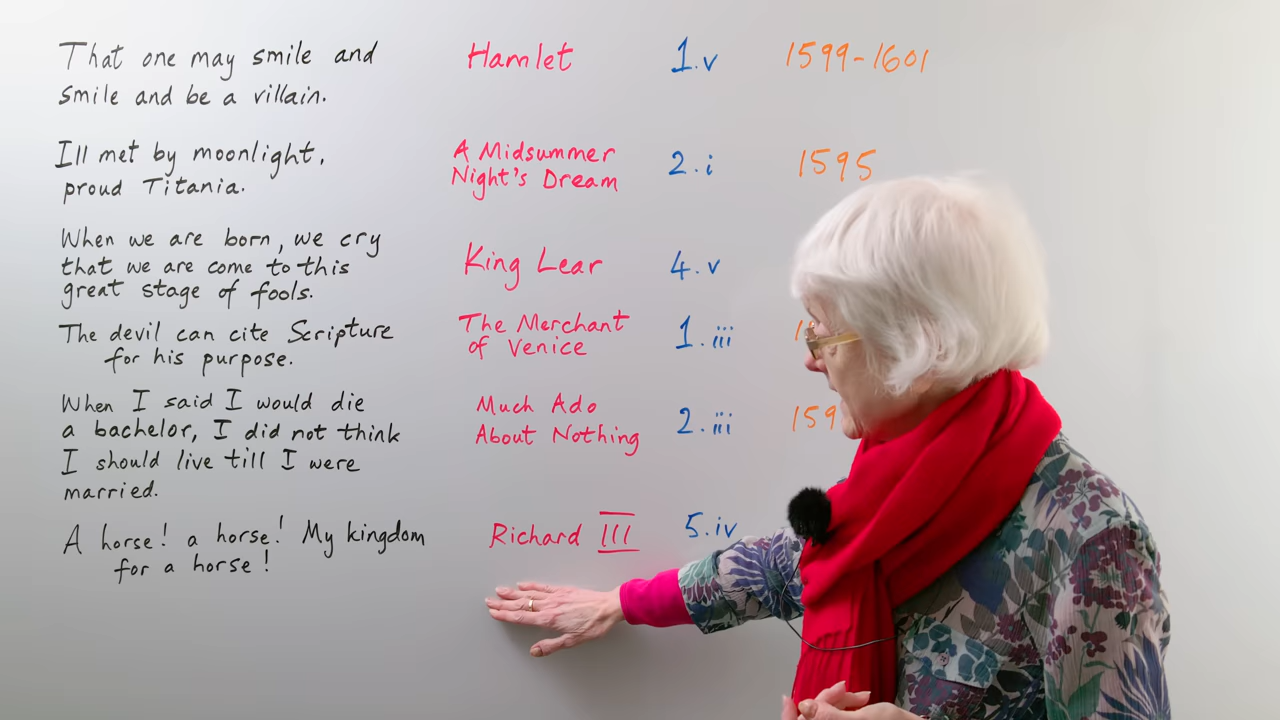 That one may smile and
smile and be a villain.
Hamlet
1.v
1599-1601
Ill met by moonlight,
proud Titania.
A Midsummer
Night's Dream
2.i
1595
When we are born, we cry
that we are come to this
great stage of fools.
King Lear
4.v
The devil can cite Scripture
for his purpose.
The Merchant
of Venice
1.iii
When I said I would die
a bachelor, I did not think
I should live till I were
married.
Much Ado
About Nothing
2.iii
A horse! a horse! My kingdom
for a horse!
Richard III
5.iv